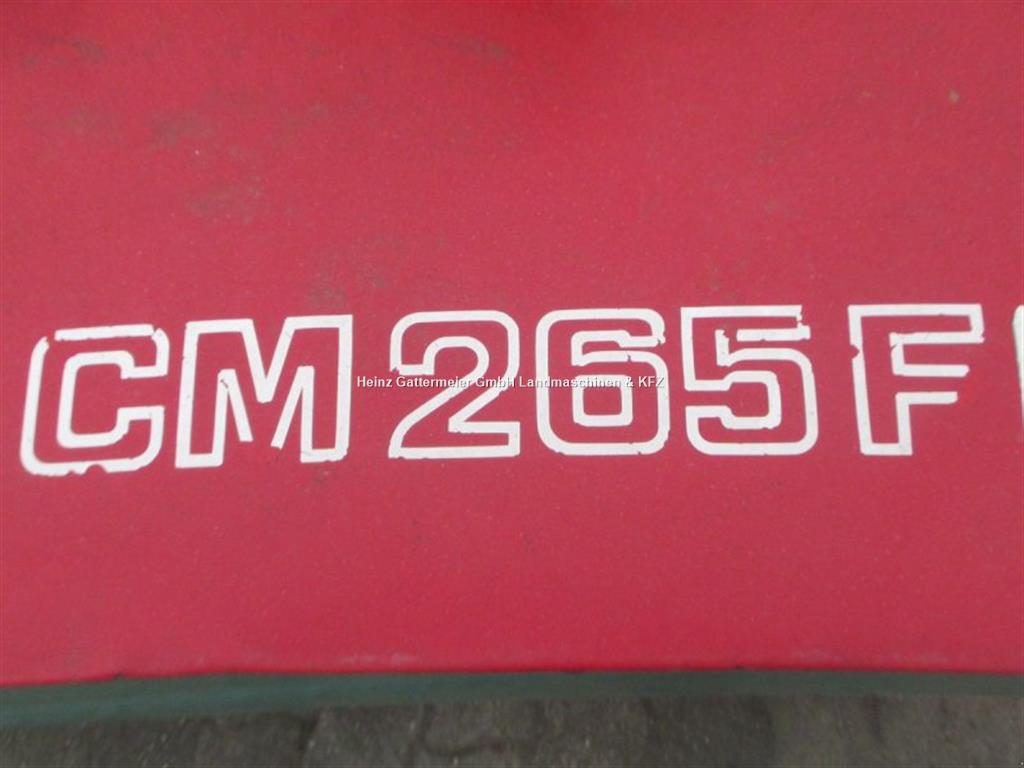 CM 265 F
Heinz Gattermeier GmbH Landmaschinen & KFZ